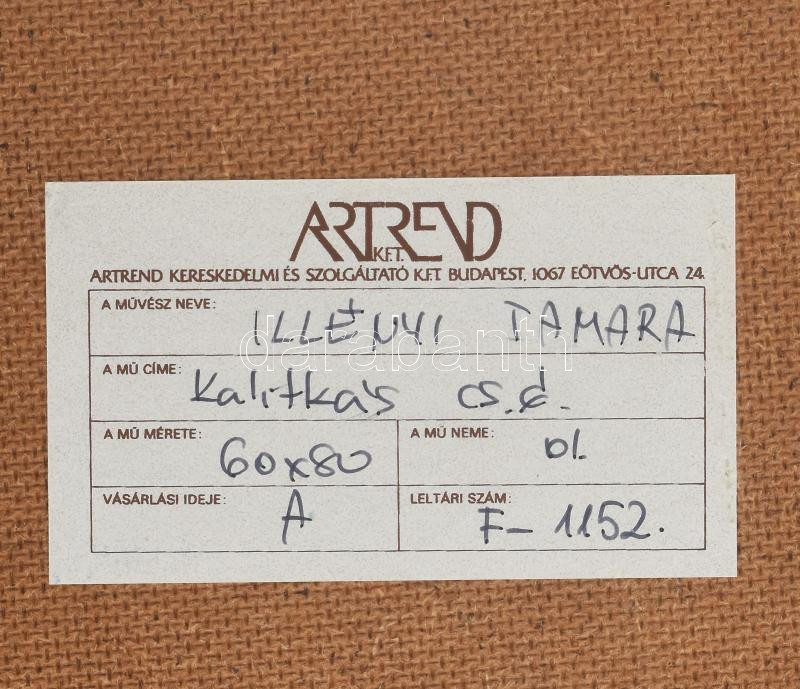 ARTREND
K.F.T.
ARTREND KERESKEDELMI ÉS SZOLGÁLTATÓ K.F.T. BUDAPEST, 1067 EÖTVÖS-UTCA 24.
A MŰVÉSZ NEVE: ILLÉNYI TAMARA
A MŰ CÍME: Kalitkás cs.é.
A MŰ MÉRETE: 60x80 A MŰ NEME: ol.
VÁSÁRLÁSI IDEJE: A LELTÁRI SZÁM: F- 1152.
darabanth